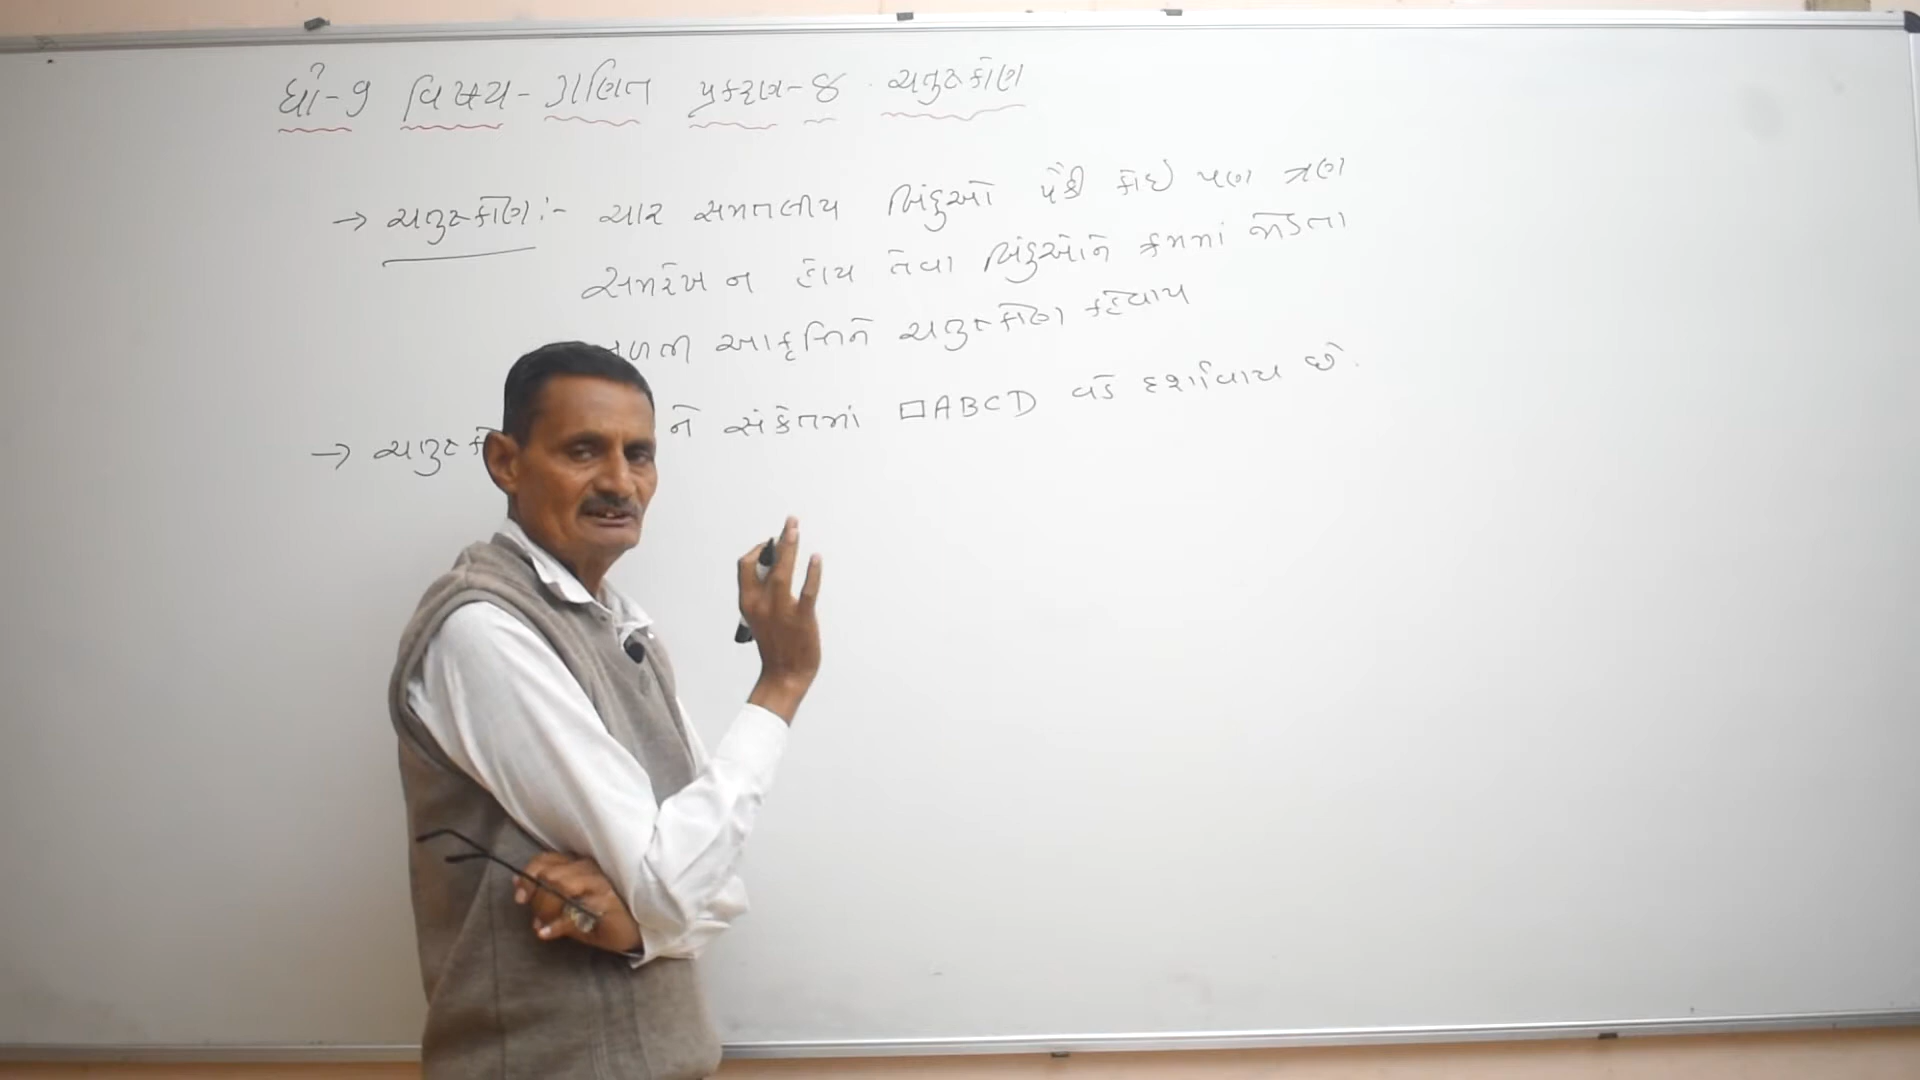 ધો-9 વિષય - ગણિત પ્રકરણ - 8 ચતુષ્કોણ
→ ચતુષ્કોણ :- ચાર સમતલીય બિંદુઓ પૈકી કોઇ પણ ત્રણ
સમરેખ ન હોય તેવા બિંદુઓને ક્રમમાં જોડતા
આકૃતિને ચતુષ્કોણ કહેવાય
→ ને સંકેતમાં □ABCD વડે દર્શાવાય છે.